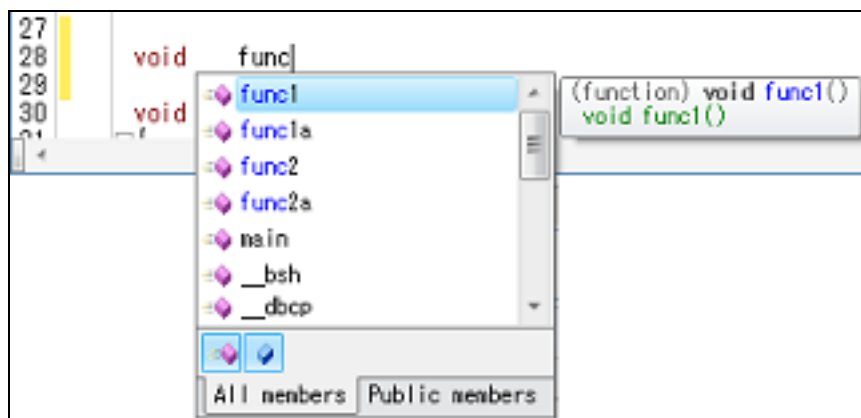 27
28 void func
29
30 void
31
func1
func1a
func2
func2a
main
__bsh
__dbcp
All members Public members
(function) void func1()
void func1()